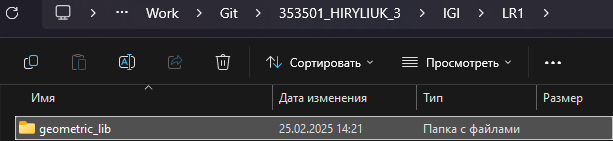 Work > Git > 353501_HIRYLIUK_3 > IGI > LR1 >
Сортировать Просмотреть
Имя Дата изменения Тип Размер
geometric_lib 25.02.2025 14:21 Папка с файлами